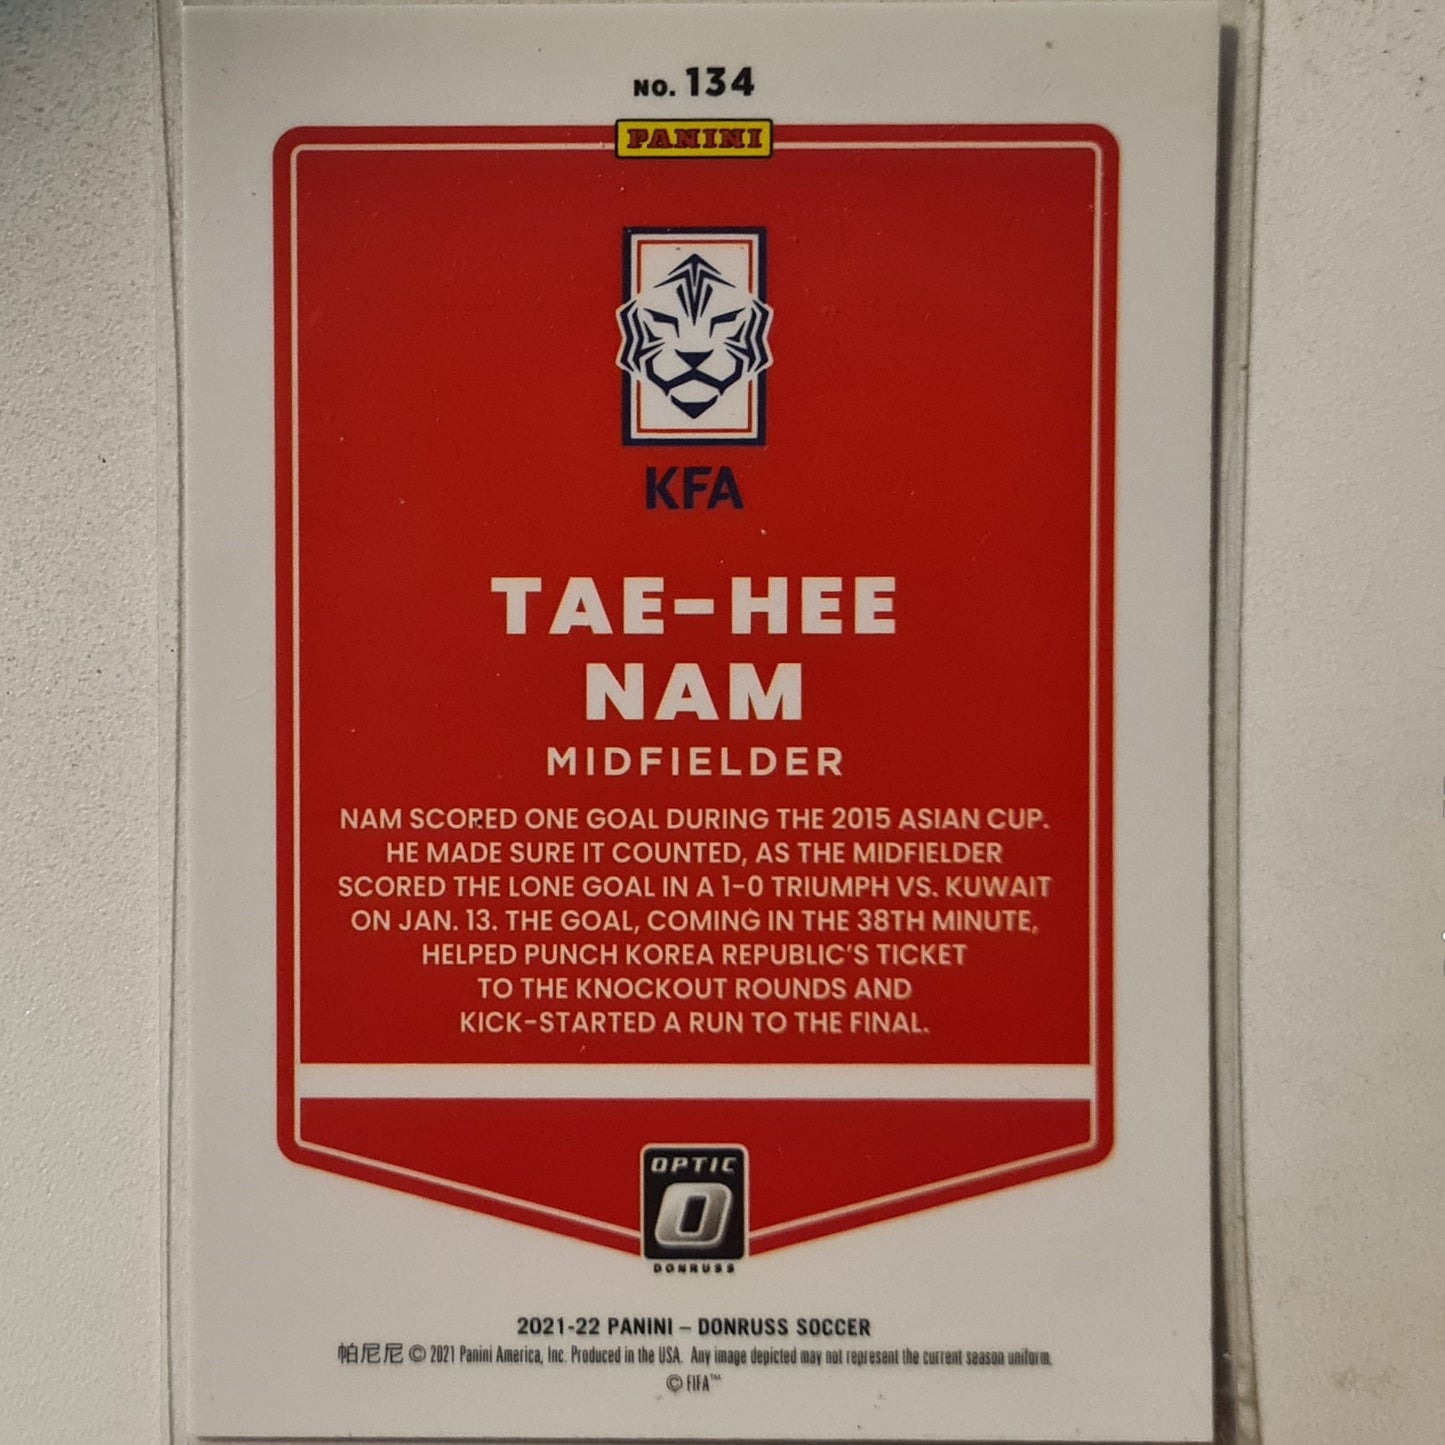 NO. 134
PANINI
KFA
TAE-HEE
NAM
MIDFIELDER
NAM SCORED ONE GOAL DURING THE 2015 ASIAN CUP.
HE MADE SURE IT COUNTED, AS THE MIDFIELDER
SCORED THE LONE GOAL IN A 1-0 TRIUMPH VS. KUWAIT
ON JAN. 13. THE GOAL, COMING IN THE 38TH MINUTE,
HELPED PUNCH KOREA REPUBLIC'S TICKET
TO THE KNOCKOUT ROUNDS AND
KICK-STARTED A RUN TO THE FINAL.
OPTIC
O
DONRUSS
2021-22 PANINI – DONRUSS SOCCER
帕尼尼 © 2021 Panini America, Inc. Produced in the USA. Any image depicted may not represent the current season uniform.
© FIFA™